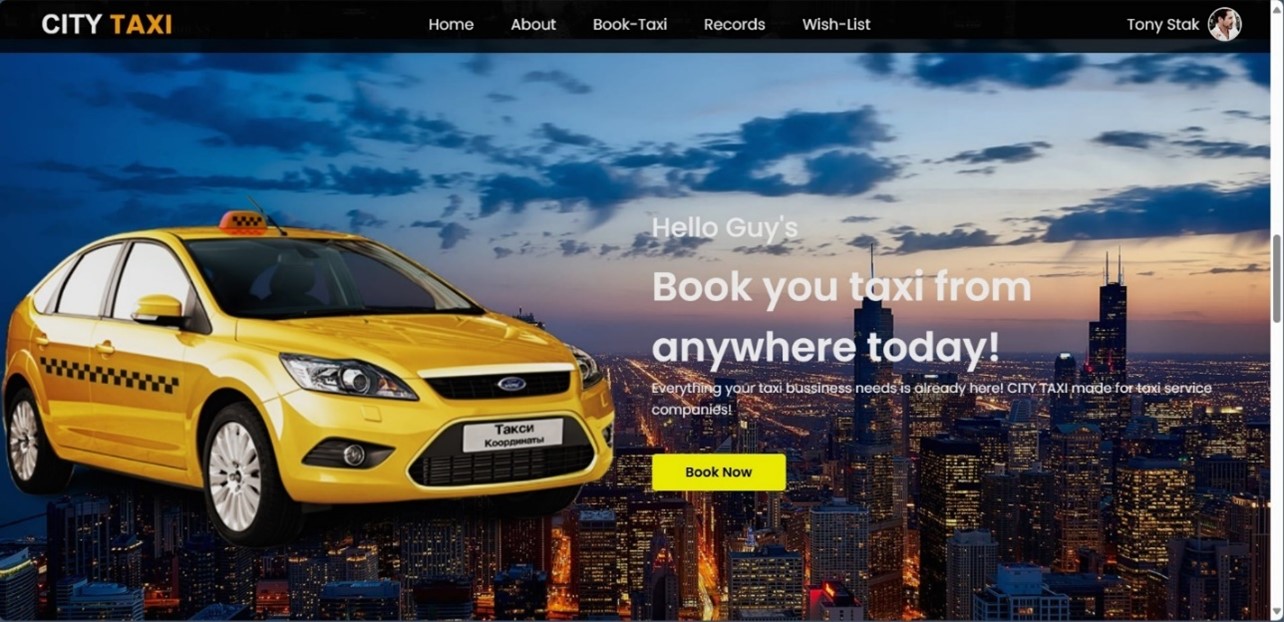 CITY TAXI Home About Book-Taxi Records Wish-List Tony Stak
Hello Guy's
Book you taxi from
anywhere today!
Everything your taxi bussiness needs is already here! CITY TAXI made for taxi service
companies!
Book Now
Ford
Такси
Координаты